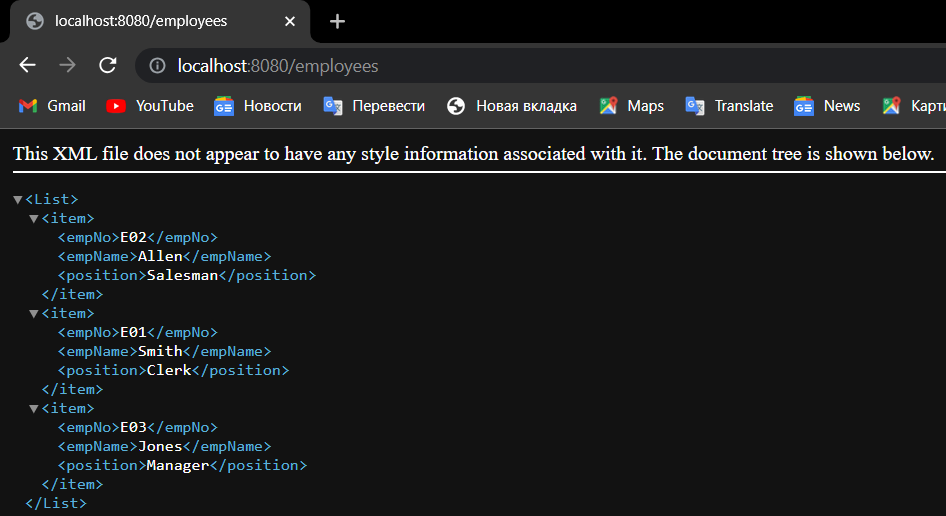 localhost:8080/employees
localhost:8080/employees
Gmail YouTube Новости Перевести Новая вкладка Maps Translate News Карти
This XML file does not appear to have any style information associated with it. The document tree is shown below.
<List>
<item>
<empNo>E02</empNo>
<empName>Allen</empName>
<position>Salesman</position>
</item>
<item>
<empNo>E01</empNo>
<empName>Smith</empName>
<position>Clerk</position>
</item>
<item>
<empNo>E03</empNo>
<empName>Jones</empName>
<position>Manager</position>
</item>
</List>